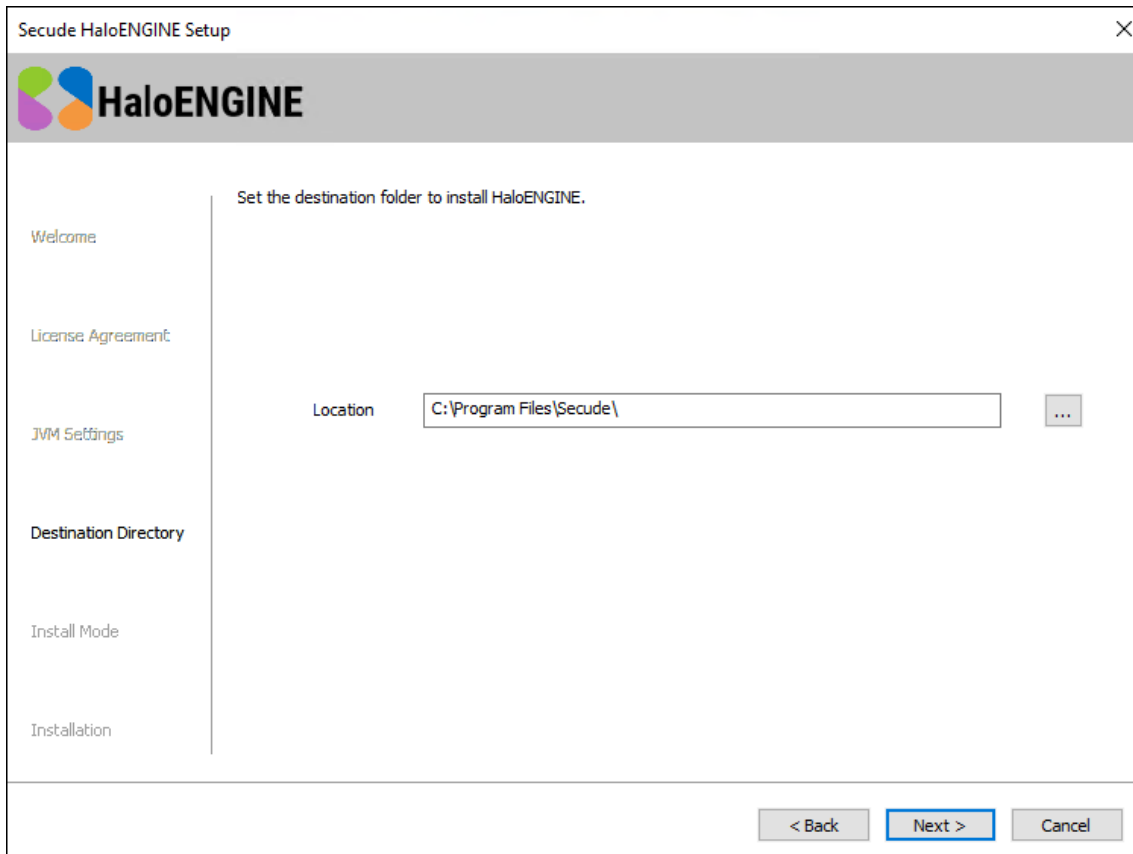 Secude HaloENGINE Setup
HaloENGINE
Set the destination folder to install HaloENGINE.
Welcome
License Agreement
Location
C:\Program Files\Secude\
...
JVM Settings
Destination Directory
Install Mode
Installation
< Back
Next >
Cancel